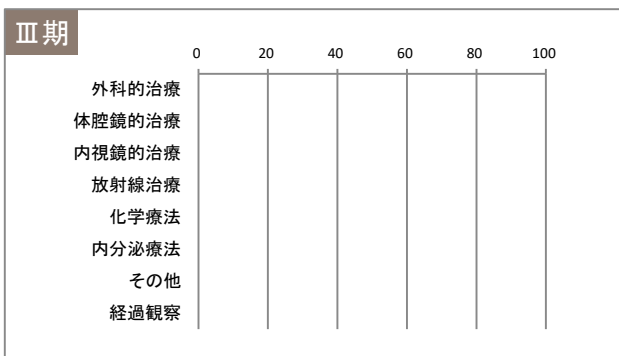 Ⅲ期
0 20 40 60 80 100
外科的治療
体腔鏡的治療
内視鏡的治療
放射線治療
化学療法
内分泌療法
その他
経過観察